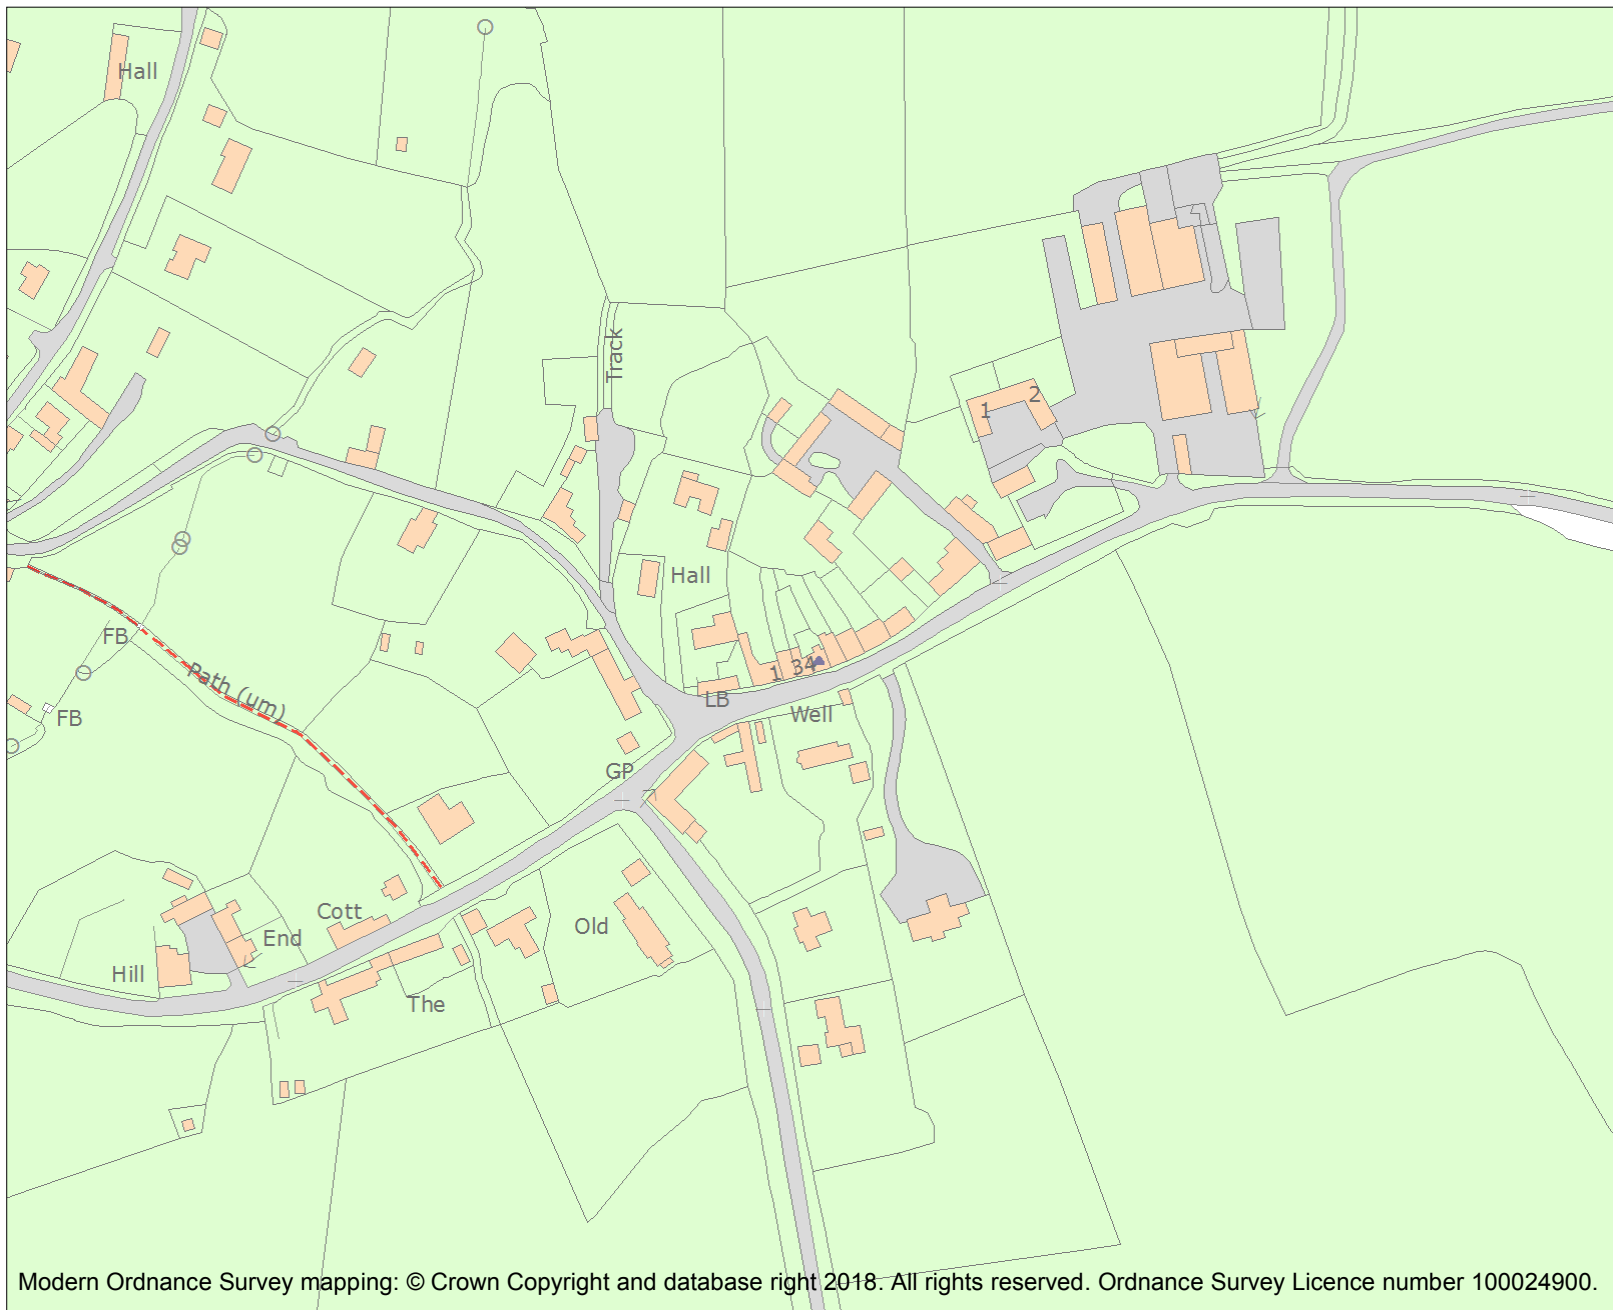 Hall
Track
1
2
Hall
FB
Path (um)
1 34
LB
Well
FB
GP
Cott
Old
End
Hill
The
Modern Ordnance Survey mapping: © Crown Copyright and database right 2018. All rights reserved. Ordnance Survey Licence number 100024900.